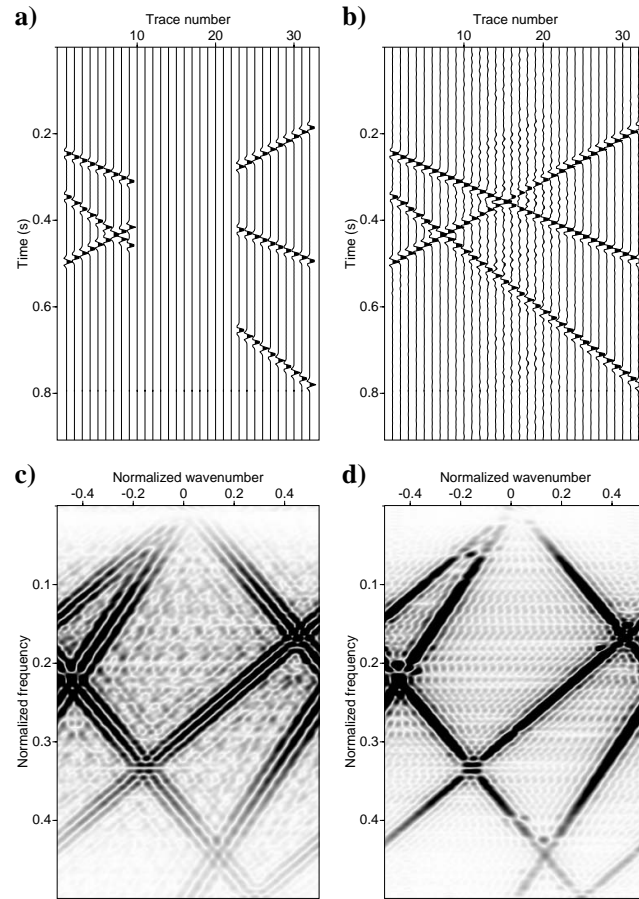 a)
Trace number
10 20 30
0.2
0.4
0.6
0.8
Time (s)
b)
Trace number
10 20 30
0.2
0.4
0.6
0.8
Time (s)
c)
Normalized wavenumber
-0.4 -0.2 0 0.2 0.4
0.1
0.2
0.3
0.4
Normalized frequency
d)
Normalized wavenumber
-0.4 -0.2 0 0.2 0.4
0.1
0.2
0.3
0.4
Normalized frequency